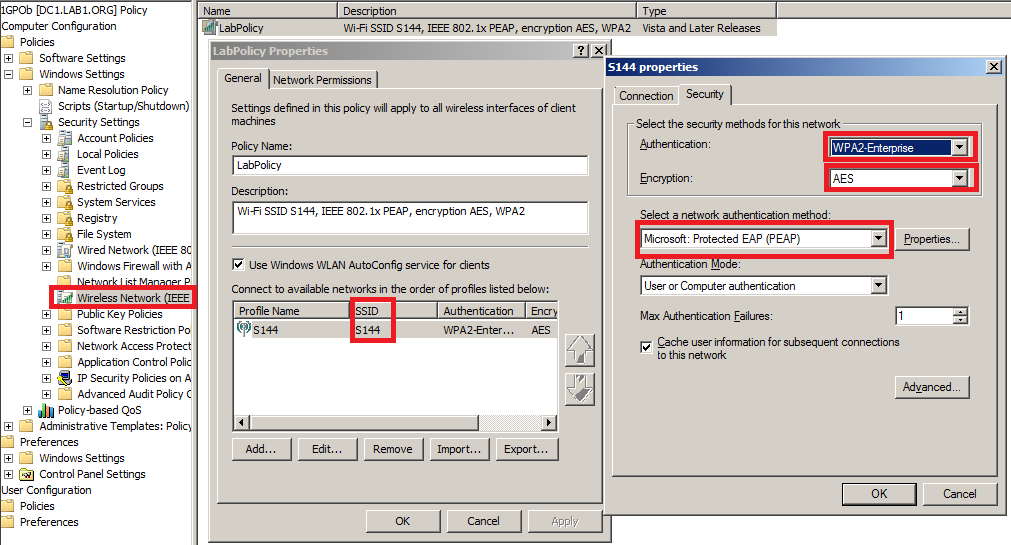 1GPOb [DC1.LAB1.ORG] Policy
Computer Configuration
Policies
Software Settings
Windows Settings
Name Resolution Policy
Scripts (Startup/Shutdown)
Security Settings
Account Policies
Local Policies
Event Log
Restricted Groups
System Services
Registry
File System
Wired Network (IEEE 80
Windows Firewall with A
Network List Manager P
Wireless Network (IEEE
Public Key Policies
Software Restriction Pol
Network Access Protect
Application Control Polic
IP Security Policies on A
Advanced Audit Policy C
Policy-based QoS
Administrative Templates: Policy
Preferences
Windows Settings
Control Panel Settings
User Configuration
Policies
Preferences
Name Description Type
LabPolicy Wi-Fi SSID S144, IEEE 802.1x PEAP, encryption AES, WPA2 Vista and Later Releases
LabPolicy Properties
General Network Permissions
Settings defined in this policy will apply to all wireless interfaces of client
machines
Policy Name:
LabPolicy
Description:
Wi-Fi SSID S144, IEEE 802.1x PEAP, encryption AES, WPA2
Use Windows WLAN AutoConfig service for clients
Connect to available networks in the order of profiles listed below:
Profile Name SSID Authentication Encry
S144 S144 WPA2-Enter... AES
Add... Edit... Remove Import... Export...
OK Cancel Apply
S144 properties
Connection Security
Select the security methods for this network
Authentication: WPA2-Enterprise
Encryption: AES
Select a network authentication method:
Microsoft: Protected EAP (PEAP) Properties...
Authentication Mode:
User or Computer authentication
Max Authentication Failures: 1
Cache user information for subsequent connections
to this network
Advanced...
OK Cancel